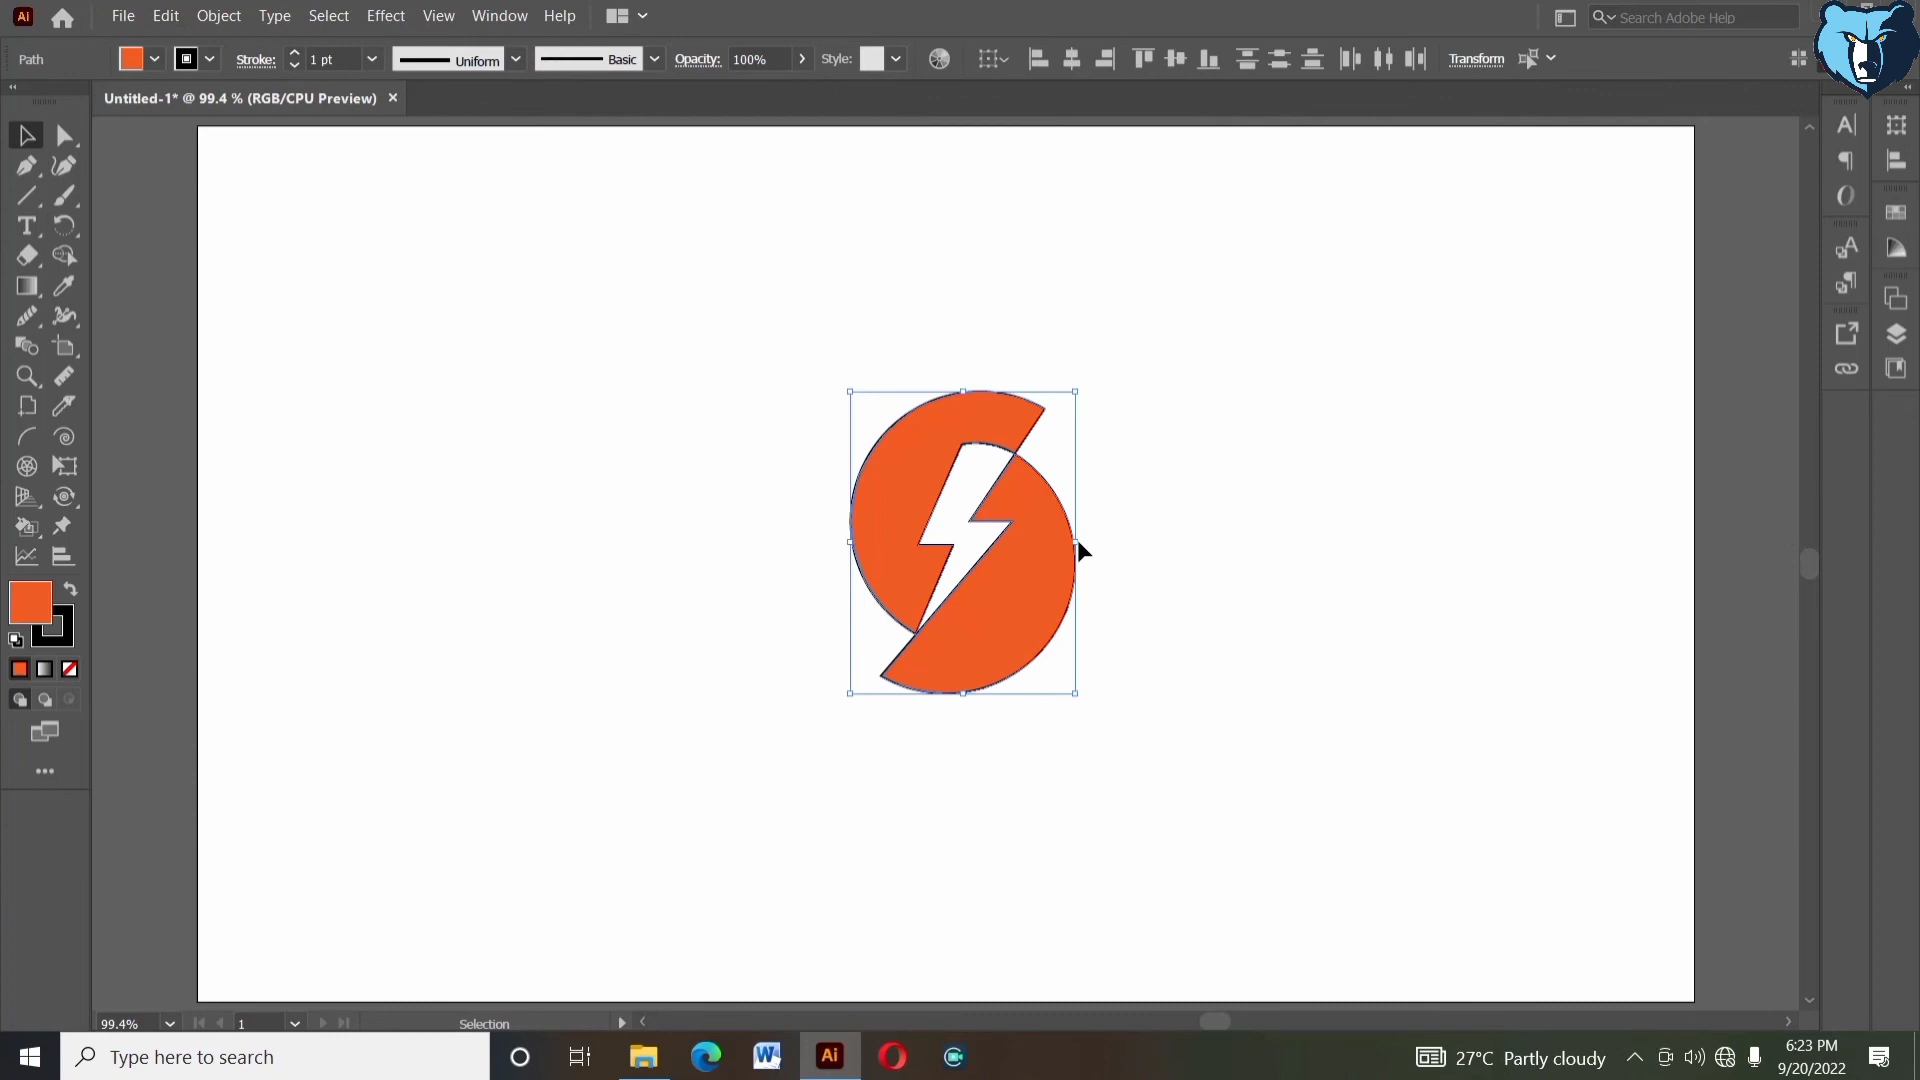 Ai File Edit Object Type Select Effect View Window Help Search Adobe Help
Path Stroke: 1 pt Uniform Basic Opacity: 100% Style: Transform
Untitled-1* @ 99.4 % (RGB/CPU Preview) ×
99.4% 1 Selection
Type here to search Ai 27°C Partly cloudy 6:23 PM
9/20/2022